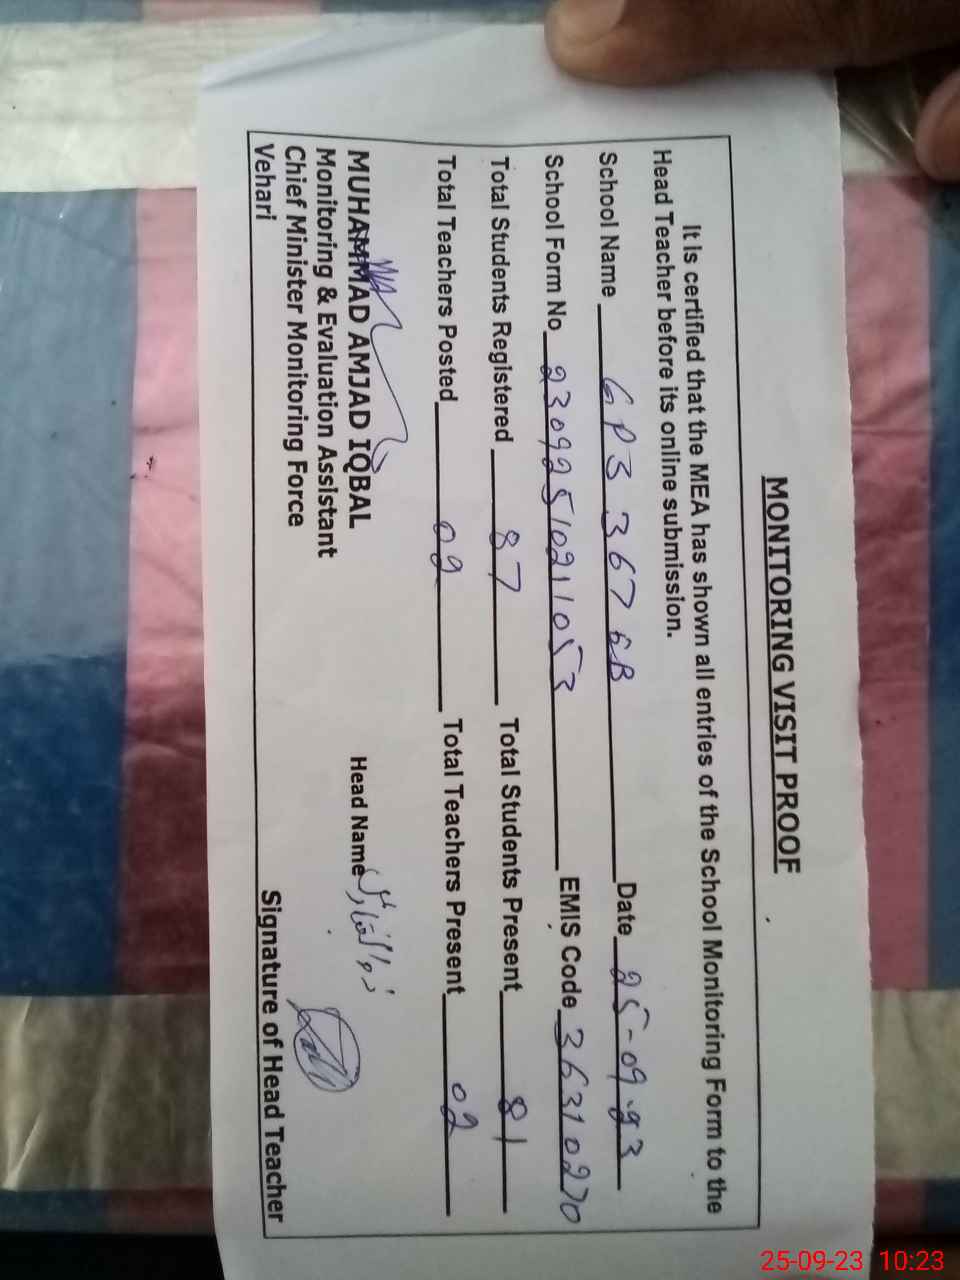 MONITORING VISIT PROOF
It is certified that the MEA has shown all entries of the School Monitoring Form to the
Head Teacher before its online submission.
School Name GPS 367 EB Date 25-09-23
School Form No 230925102111053 EMIS Code 36310270
Total Students Registered 87 Total Students Present 81
Total Teachers Posted 02 Total Teachers Present 02
MUHAMMAD AMJAD IQBAL
Monitoring & Evaluation Assistant
Chief Minister Monitoring Force
Vehari
Head Name ذوالفقار علی
Signature of Head Teacher
25-09-23 10:23